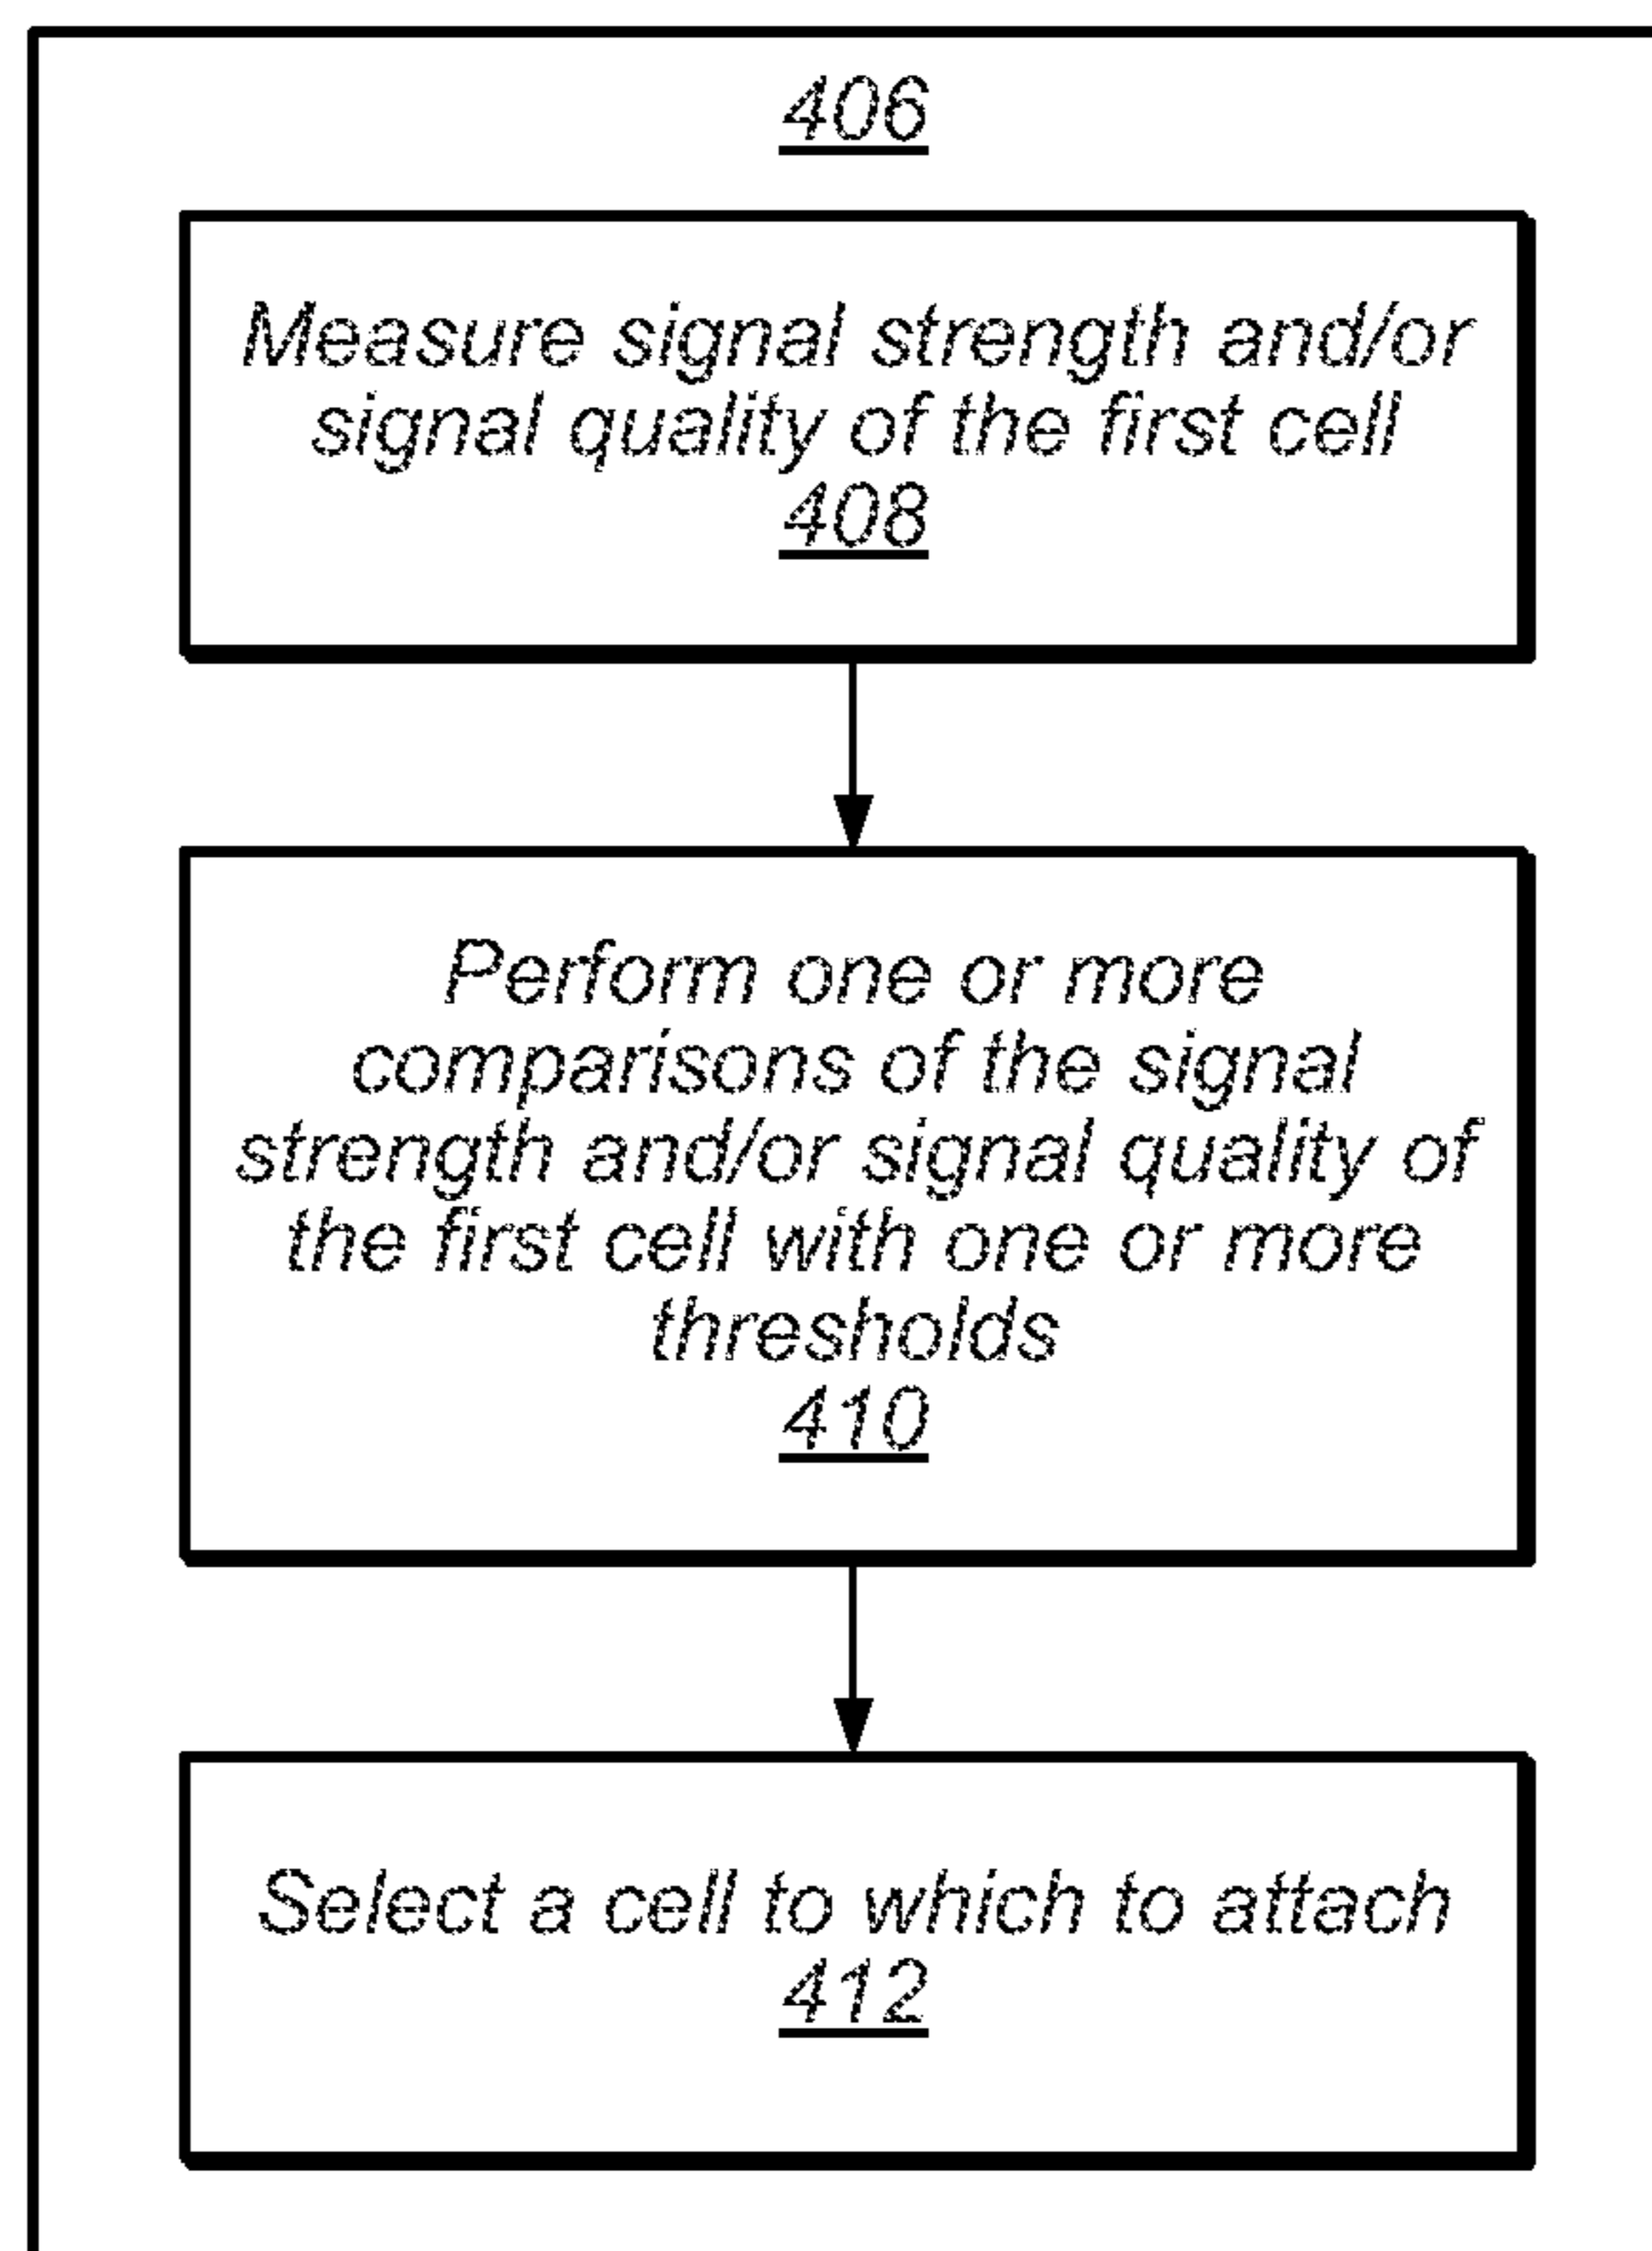 406
Measure signal strength and/or
signal quality of the first cell
408
Perform one or more
comparisons of the signal
strength and/or signal quality of
the first cell with one or more
thresholds
410
Select a cell to which to attach
412